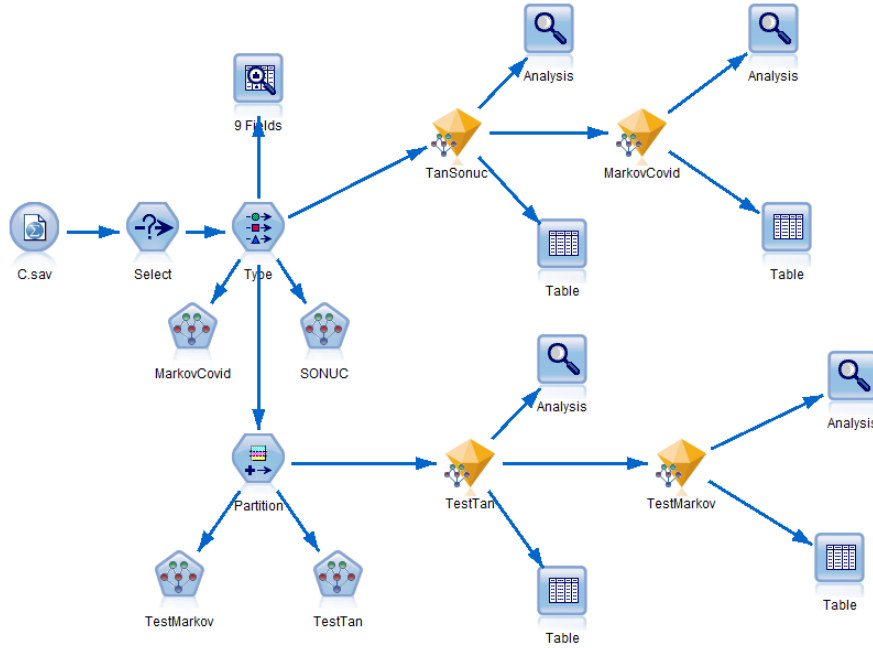 Analysis
Analysis
9 Fields
TanSonuc
MarkovCovid
C.sav
Select
Type
Table
Table
MarkovCovid
SONUC
Analysis
Analysis
Partition
TestTan
TestMarkov
TestMarkov
TestTan
Table
Table